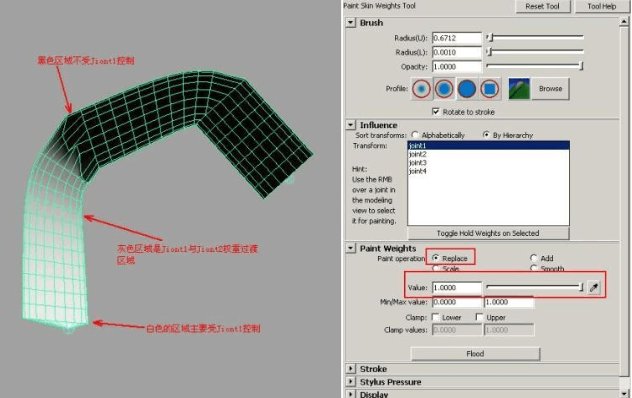 黑色区域不受Jiont1控制
灰色区域是Jiont1与Jiont2权重过渡
区域
白色的区域主要受Jiont1控制
Paint Skin Weights Tool
Reset Tool
Tool Help
Brush
Radius(U): 0.6712
Radius(L): 0.0010
Opacity: 1.0000
Profile:
Browse
Rotate to stroke
Influence
Sort transforms: Alphabetically By Hierarchy
Transform:
joint1
joint2
joint3
joint4
Hint:
Use the RMB
over a joint in
the modeling
view to select
it for painting.
Toggle Hold Weights on Selected
Paint Weights
Paint operation: Replace Add
Scale Smooth
Value: 1.0000
Min/Max value: 0.0000 1.0000
Clamp: Lower Upper
Clamp values: 0.0000 1.0000
Flood
Stroke
Stylus Pressure
Display